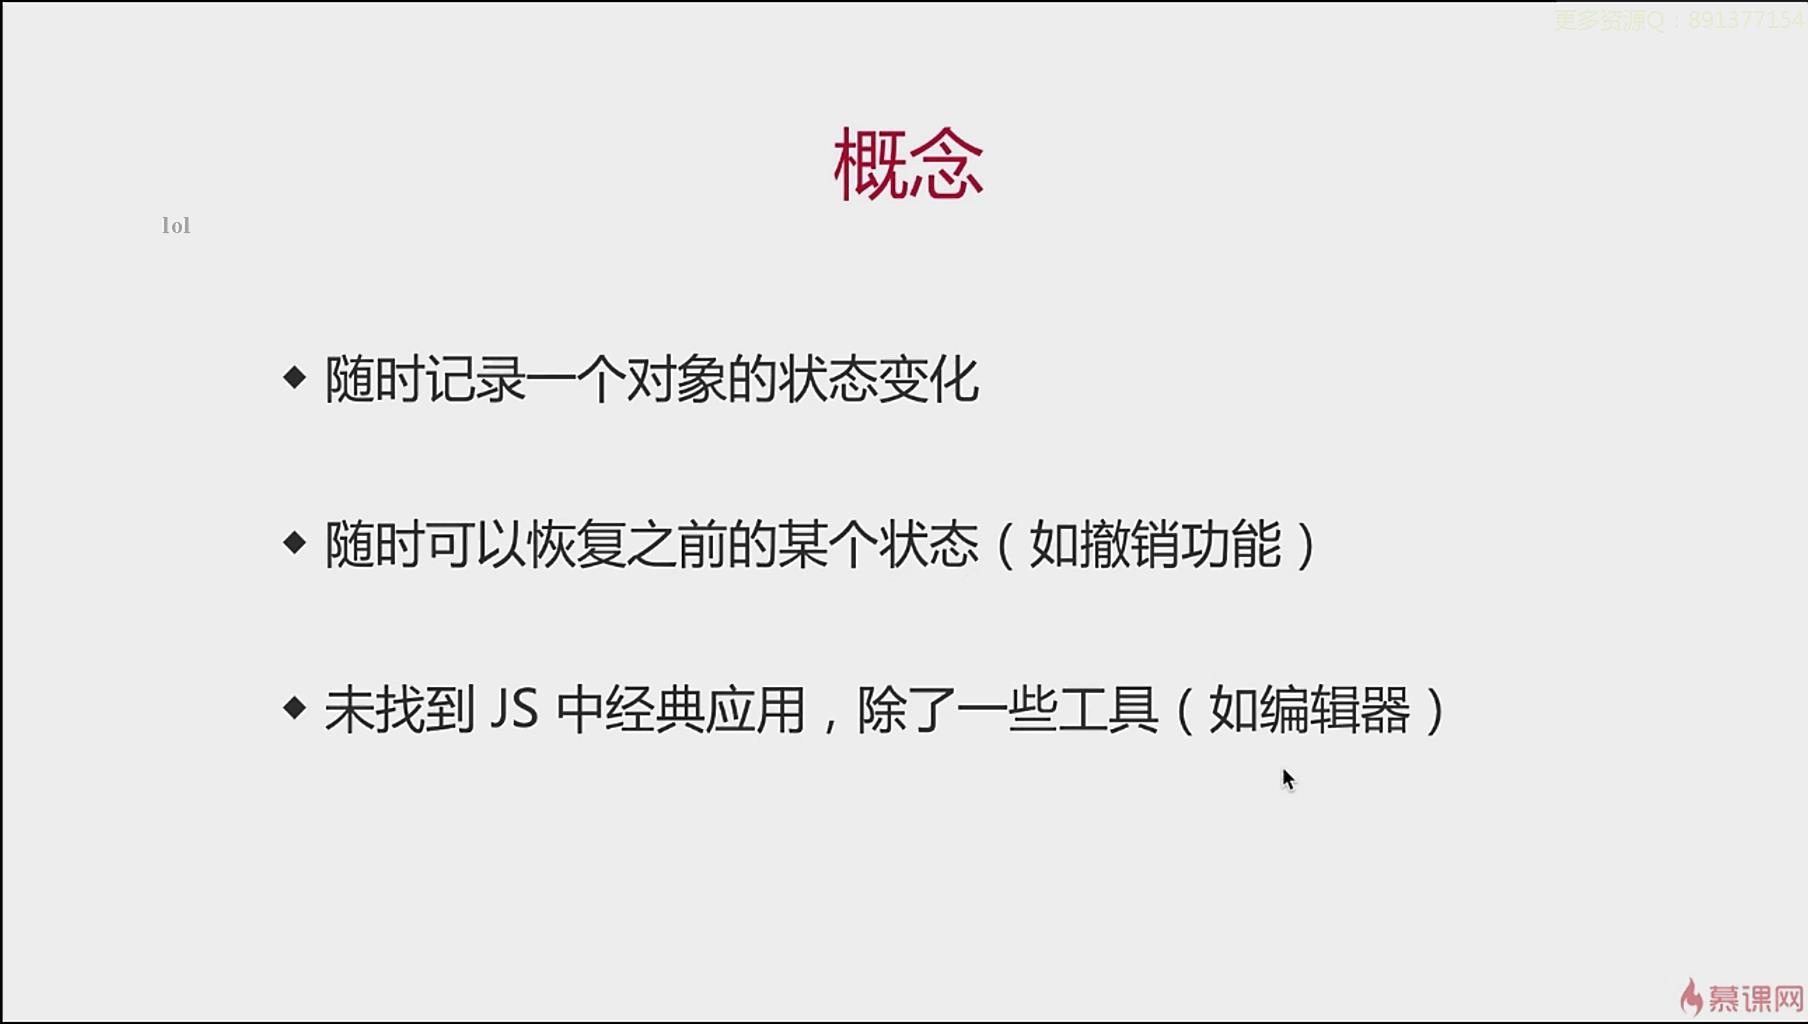 更多资源Q：891377154
概念
lol
◆ 随时记录一个对象的状态变化
◆ 随时可以恢复之前的某个状态（如撤销功能）
◆ 未找到 JS 中经典应用，除了一些工具（如编辑器）
慕课网